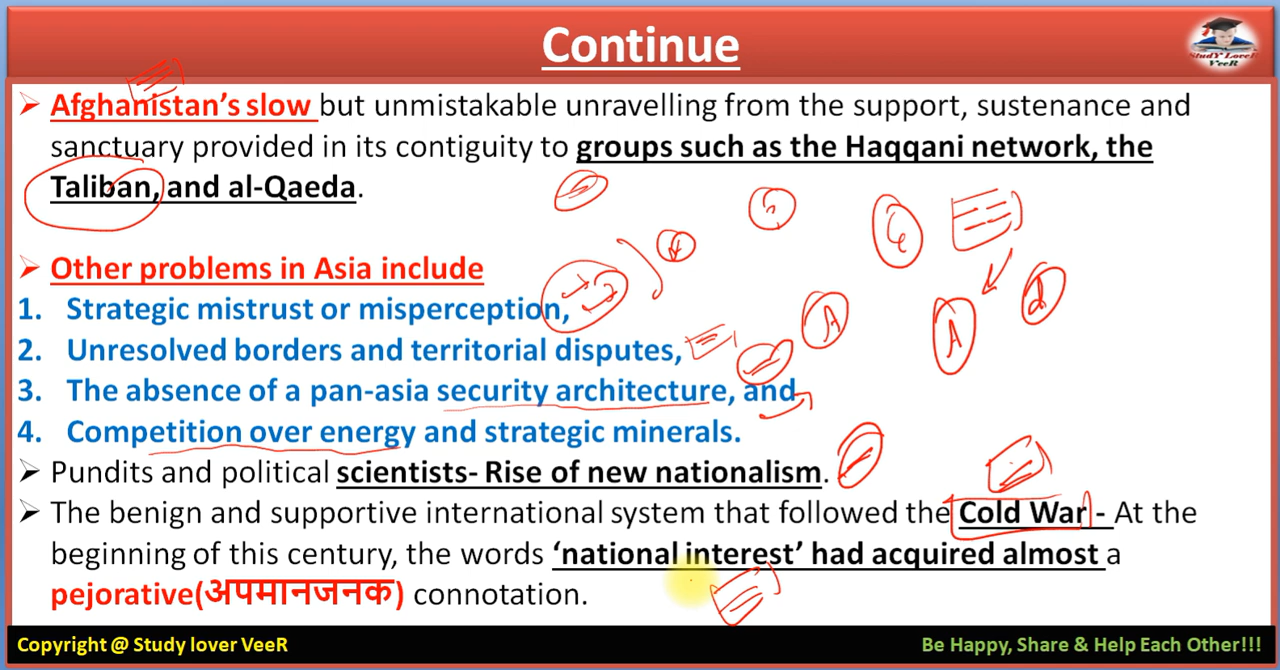 Continue
StudY LoveR
VeeR
➢ Afghanistan's slow but unmistakable unravelling from the support, sustenance and
sanctuary provided in its contiguity to groups such as the Haqqani network, the
Taliban, and al-Qaeda.
➢ Other problems in Asia include
1. Strategic mistrust or misperception,
2. Unresolved borders and territorial disputes,
3. The absence of a pan-asia security architecture, and
4. Competition over energy and strategic minerals.
➢ Pundits and political scientists- Rise of new nationalism.
➢ The benign and supportive international system that followed the Cold War - At the
beginning of this century, the words ‘national interest’ had acquired almost a
pejorative(अपमानजनक) connotation.
Copyright @ Study lover VeeR
Be Happy, Share & Help Each Other!!!